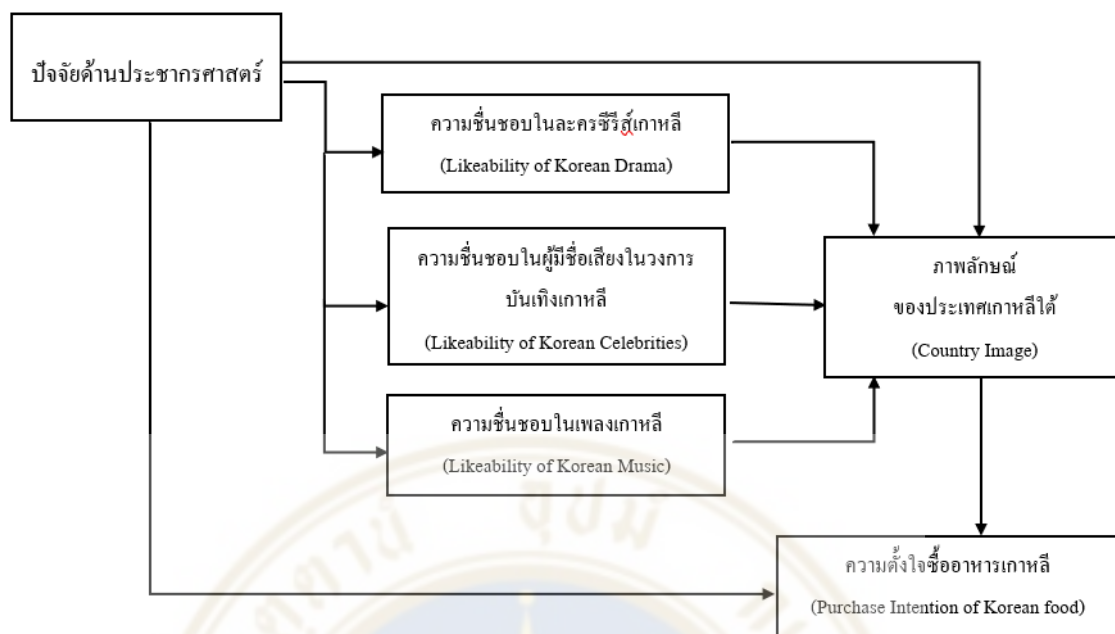 ปัจจัยด้านประชากรศาสตร์
ความชื่นชอบในละครซีรีส์เกาหลี
(Likeability of Korean Drama)
ความชื่นชอบในผู้มีชื่อเสียงในวงการ
บันเทิงเกาหลี
(Likeability of Korean Celebrities)
ความชื่นชอบในเพลงเกาหลี
(Likeability of Korean Music)
ภาพลักษณ์
ของประเทศเกาหลีใต้
(Country Image)
ความตั้งใจซื้ออาหารเกาหลี
(Purchase Intention of Korean food)